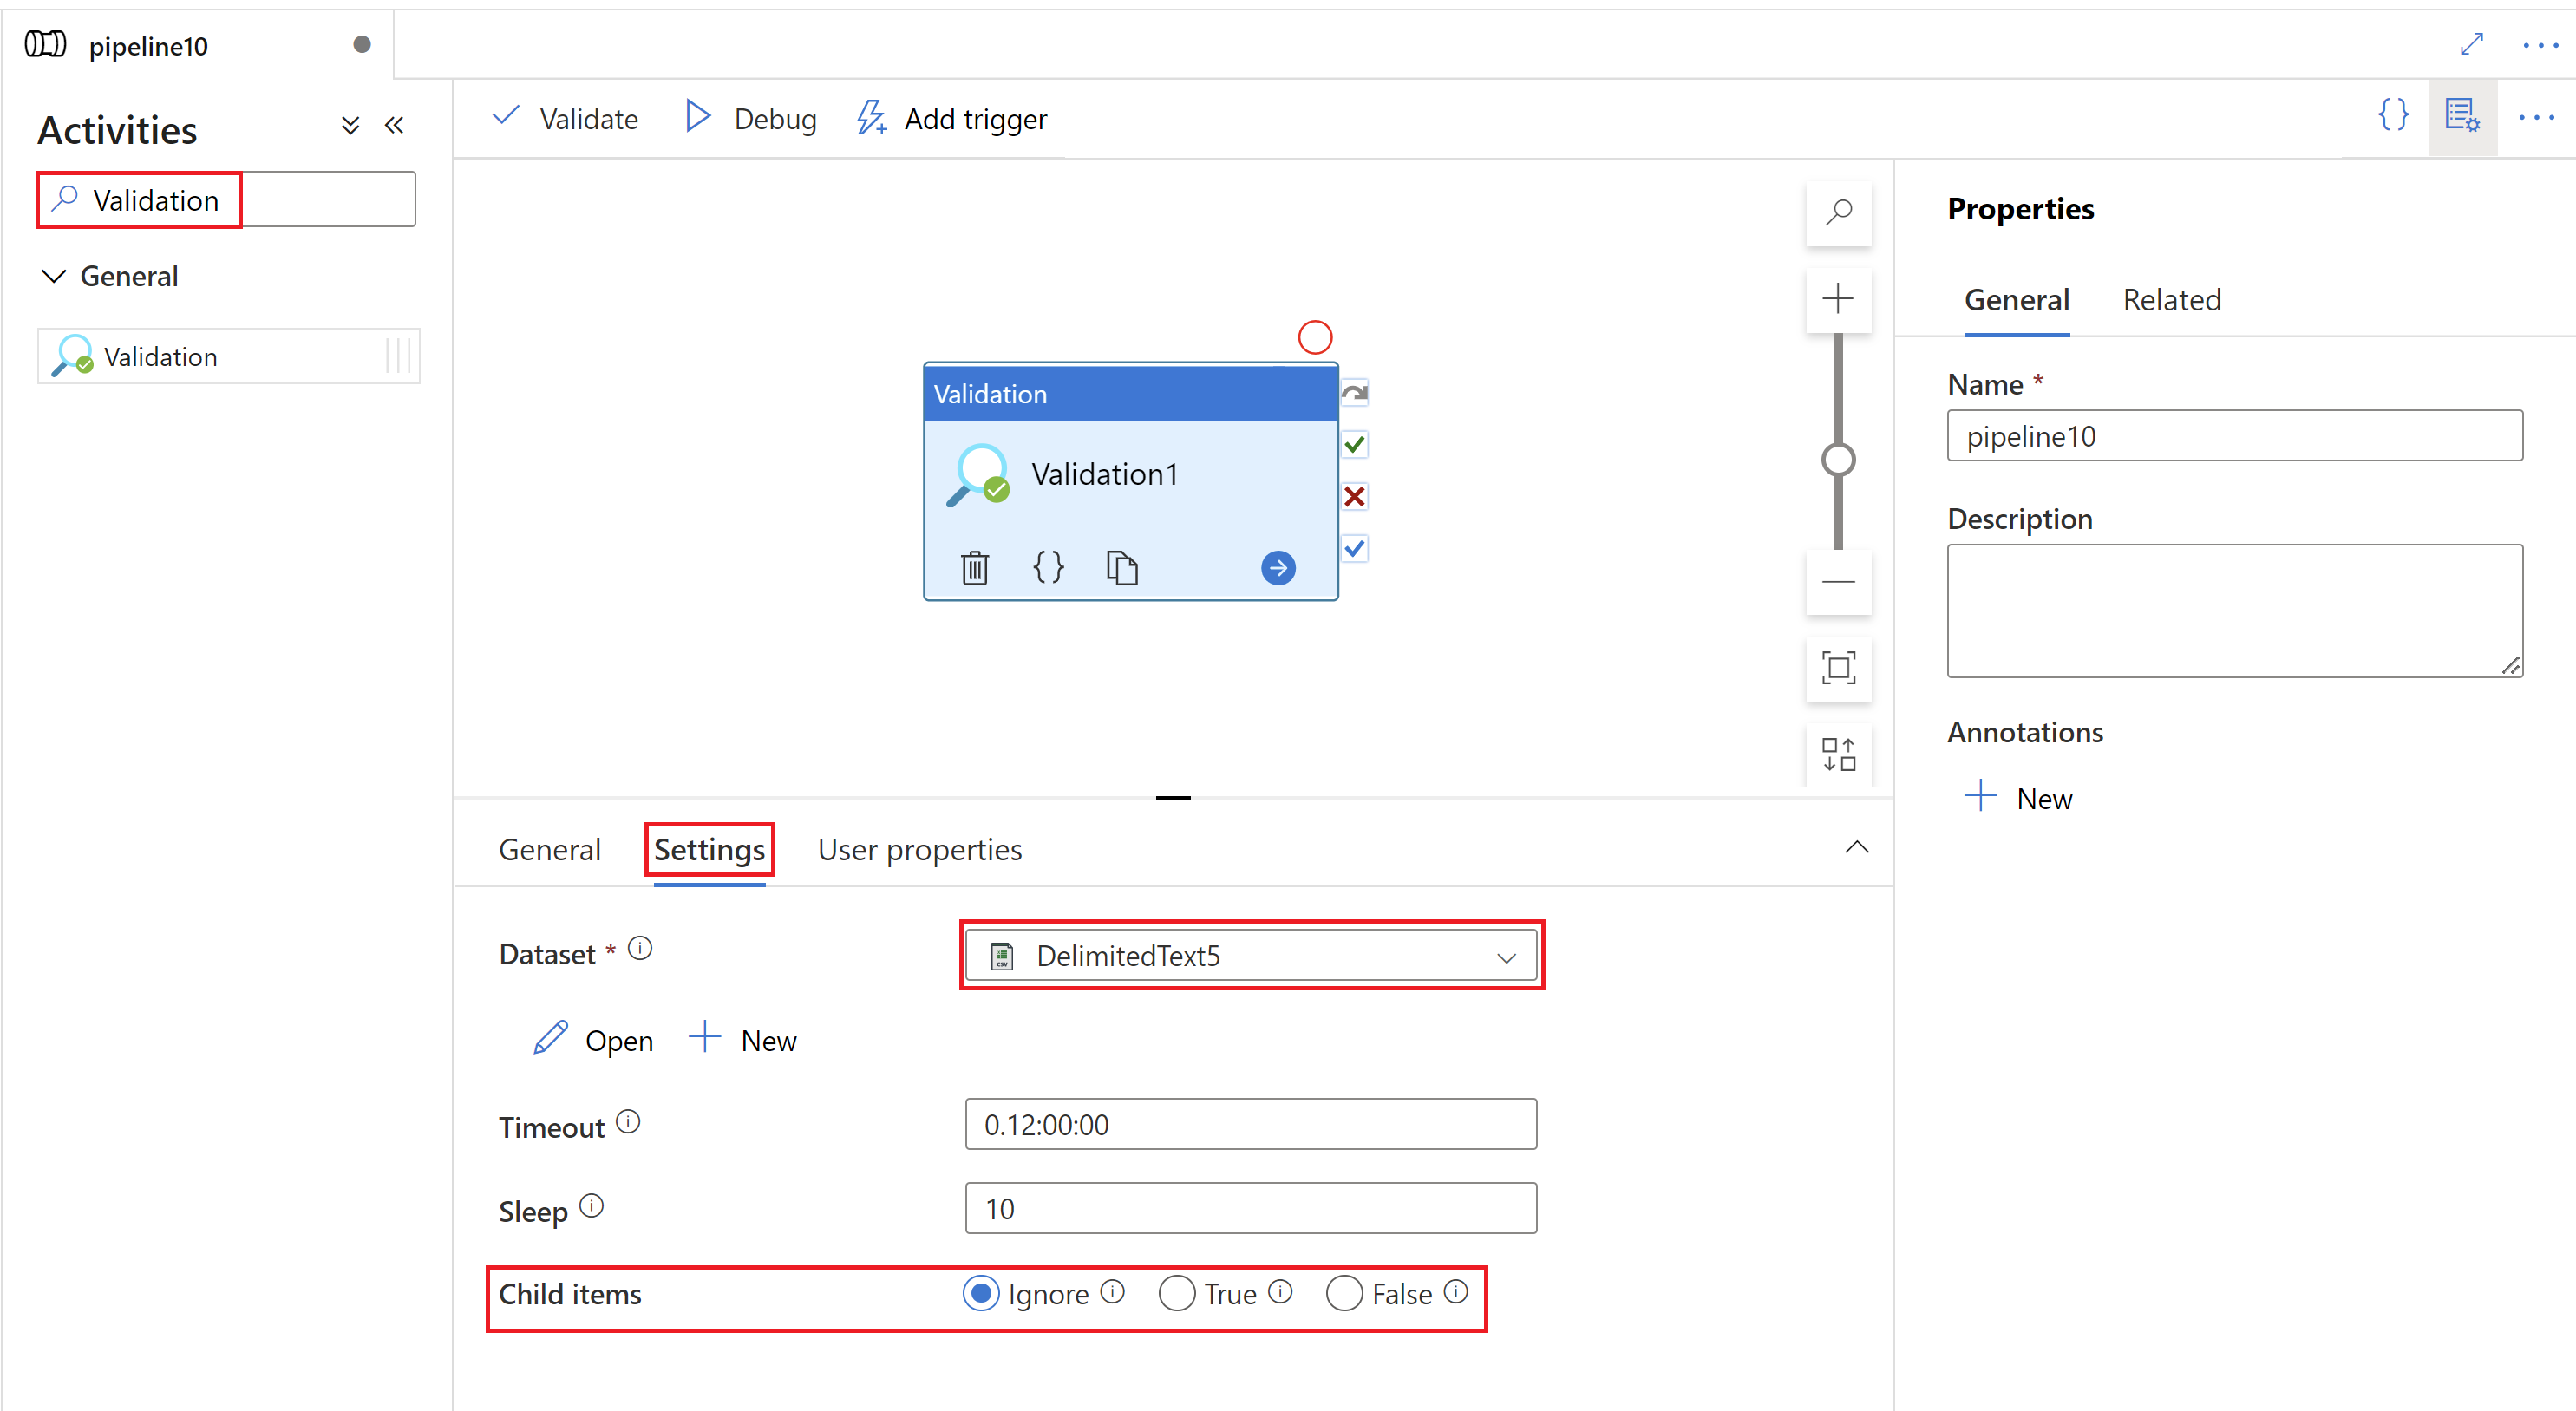 pipeline10
Activities
Validation
General
Validation
Validate
Debug
Add trigger
Validation
Validation1
General
Settings
User properties
Dataset *
DelimitedText5
Open
New
Timeout
0.12:00:00
Sleep
10
Child items
Ignore
True
False
Properties
General
Related
Name *
pipeline10
Description
Annotations
New